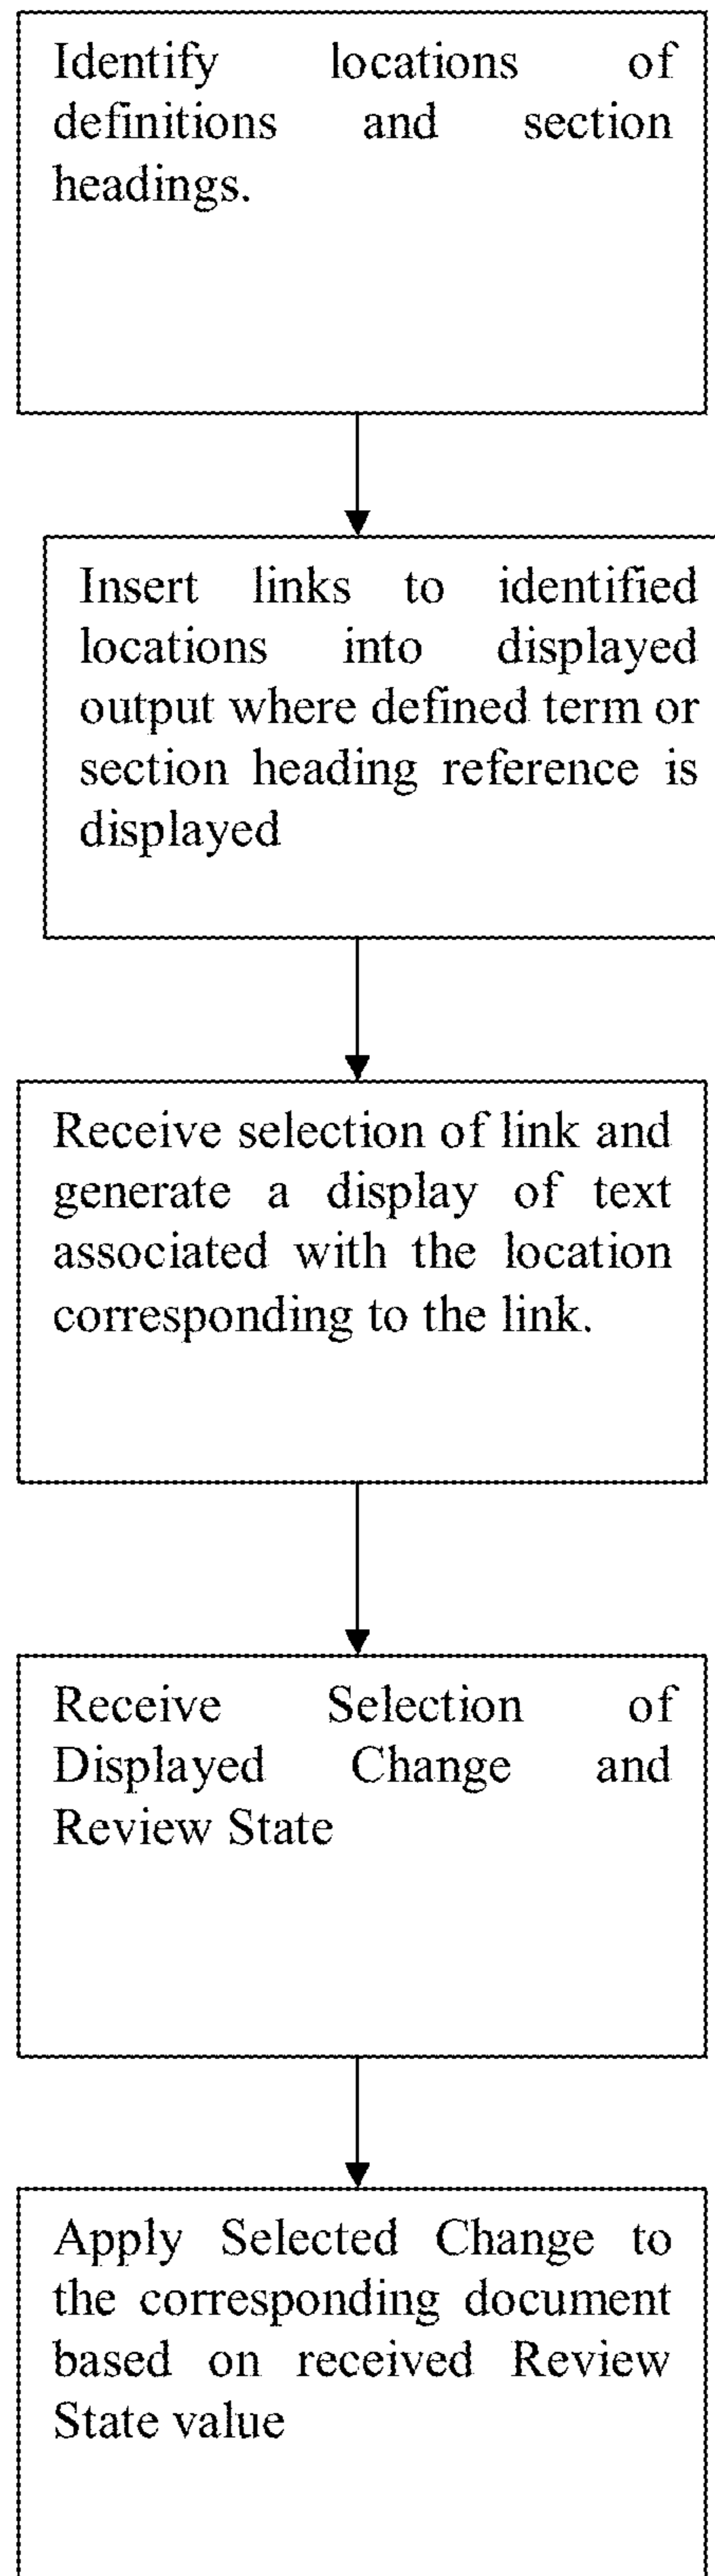 Identify locations of
definitions and section
headings.
Insert links to identified
locations into displayed
output where defined term or
section heading reference is
displayed
Receive selection of link and
generate a display of text
associated with the location
corresponding to the link.
Receive Selection of
Displayed Change and
Review State
Apply Selected Change to
the corresponding document
based on received Review
State value